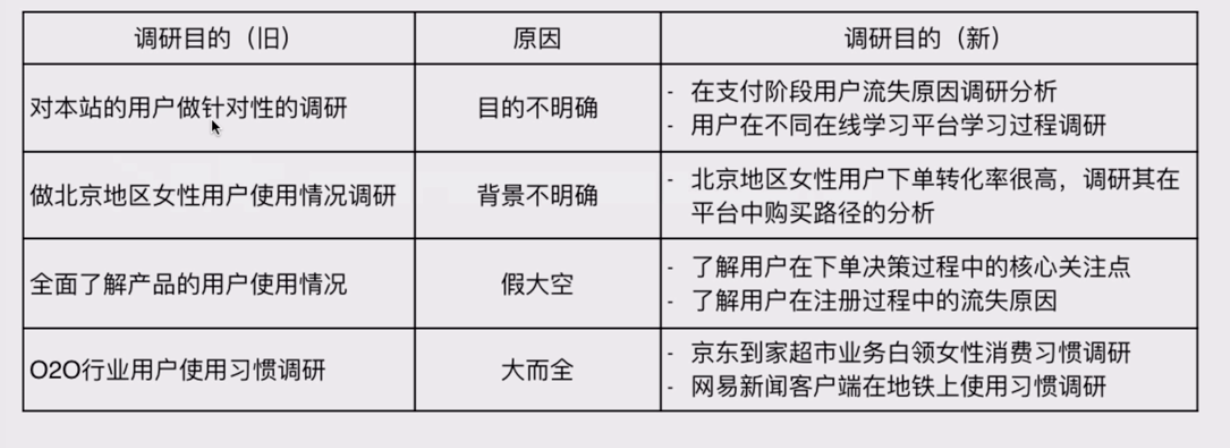 调研目的（旧）
原因
调研目的（新）
对本站的用户做针对性的调研
目的不明确
- 在支付阶段用户流失原因调研分析
- 用户在不同在线学习平台学习过程调研
做北京地区女性用户使用情况调研
背景不明确
- 北京地区女性用户下单转化率很高，调研其在
平台中购买路径的分析
全面了解产品的用户使用情况
假大空
- 了解用户在下单决策过程中的核心关注点
- 了解用户在注册过程中的流失原因
O2O行业用户使用习惯调研
大而全
- 京东到家超市业务白领女性消费习惯调研
- 网易新闻客户端在地铁上使用习惯调研